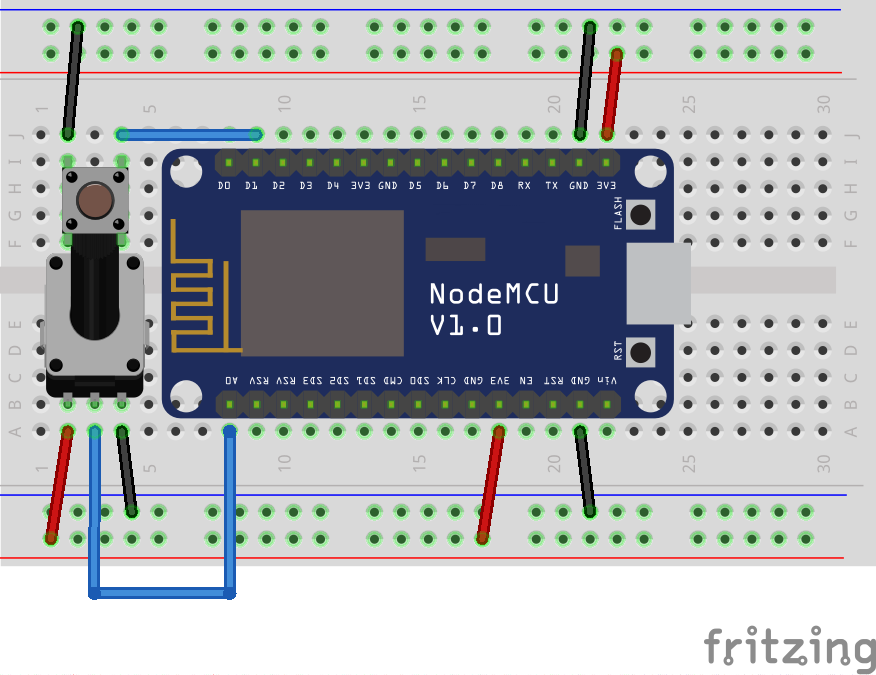 1 5 10 15 20 25 30
J J
I I
H H
G G
F F
D0 D1 D2 D3 D4 3V3 GND D5 D6 D7 D8 RX TX GND 3V3
FLASH
NodeMCU
V1.0
RST
E E
D D
C C
B B
A A
A0 RSV RSV SD3 SD2 SD1 CMD SD0 CLK GND 3V3 EN RST GND Vin
1 5 10 15 20 25 30
fritzing